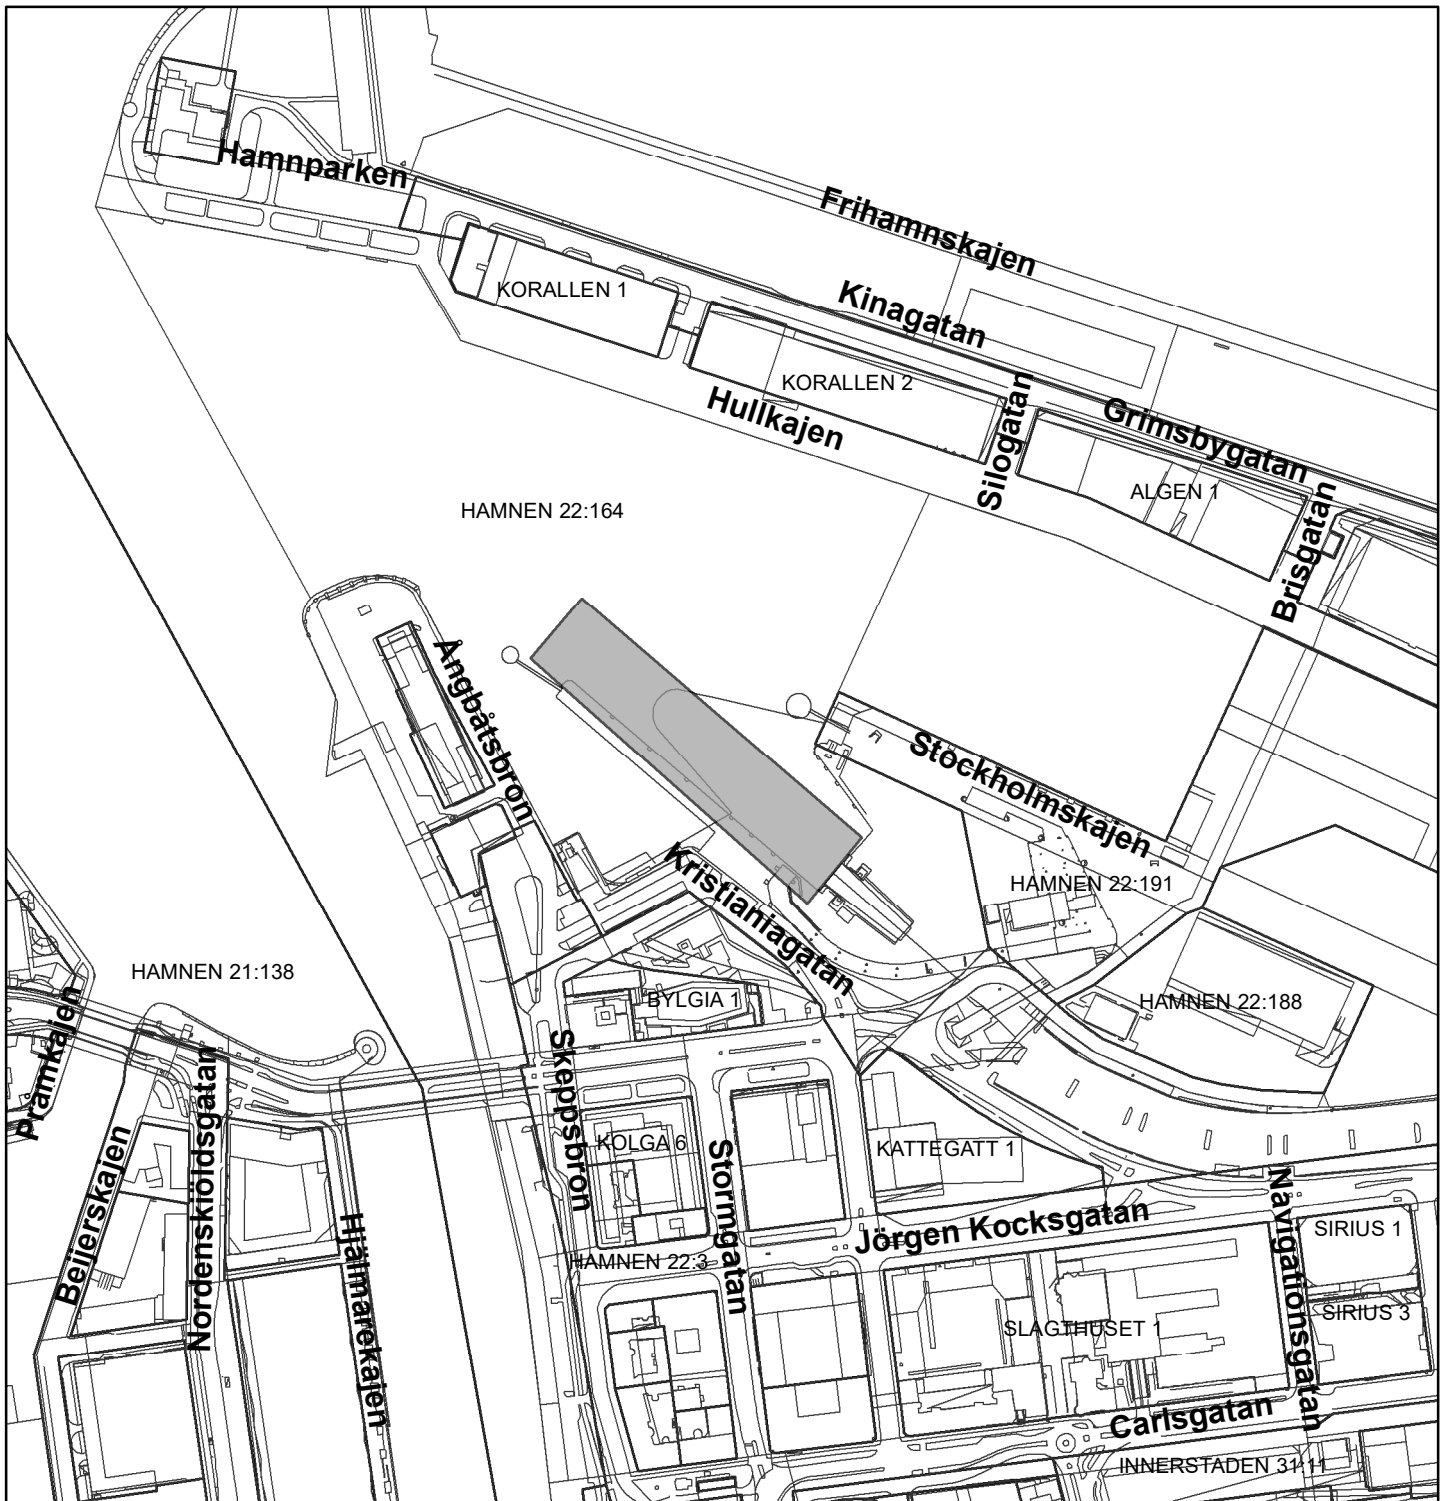 Hamnparken
Frihamnskajen
KORALLEN 1
Kinagatan
KORALLEN 2
Hullkajen
Silogatan
Grimsbygatan
ALGEN 1
HAMNEN 22:164
Brisgatan
Ångbåtsbron
Stockholmskajen
Kristianiagatan
HAMNEN 22:191
HAMNEN 21:138
BYLGIA 1
HAMNEN 22:188
Pramkajen
Skeppsbron
Nordenskiöldsgatan
Beijerskajen
KOLGA 6
Stormgatan
KATTEGATT 1
Navigationsgatan
Hjälmarekajen
Jörgen Kocksgatan
SIRIUS 1
HAMNEN 22:3
SLAGTHUSET 1
SIRIUS 3
Carlsgatan
INNERSTADEN 31:11